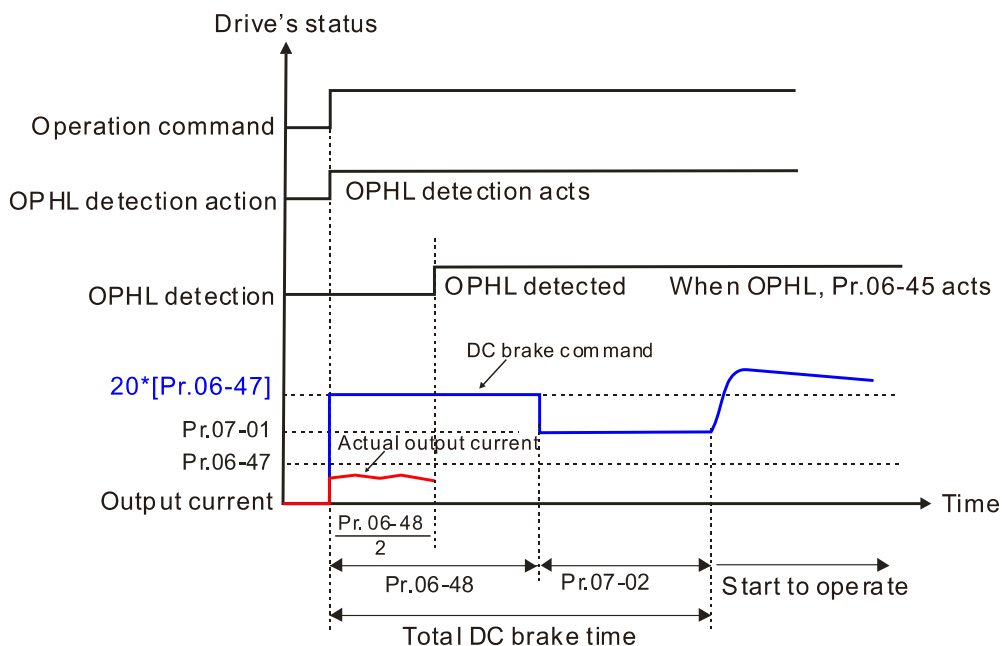 Drive's status
Operation command
OPHL detection action
OPHL detection acts
OPHL detection
OPHL detected
When OPHL, Pr.06-45 acts
DC brake command
20*[Pr.06-47]
Pr.07-01
Actual output current
Pr.06-47
Output current
Time
Pr. 06-48
2
Pr.06-48
Pr.07-02
Start to operate
Total DC brake time